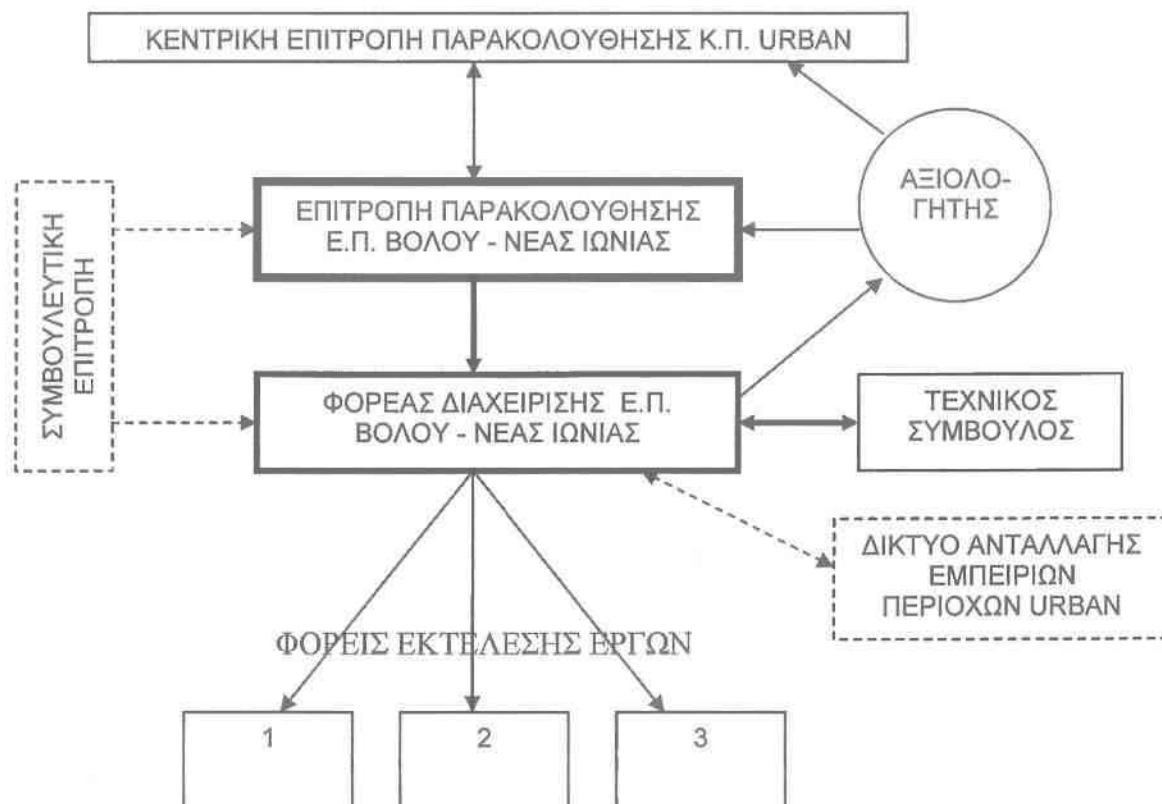 ΚΕΝΤΡΙΚΗ ΕΠΙΤΡΟΠΗ ΠΑΡΑΚΟΛΟΥΘΗΣΗΣ Κ.Π. URBAN
ΑΞΙΟΛΟ-
ΓΗΤΗΣ
ΕΠΙΤΡΟΠΗ ΠΑΡΑΚΟΛΟΥΘΗΣΗΣ
Ε.Π. ΒΟΛΟΥ - ΝΕΑΣ ΙΩΝΙΑΣ
ΣΥΜΒΟΥΛΕΥΤΙΚΗ
ΕΠΙΤΡΟΠΗ
ΦΟΡΕΑΣ ΔΙΑΧΕΙΡΙΣΗΣ Ε.Π.
ΒΟΛΟΥ - ΝΕΑΣ ΙΩΝΙΑΣ
ΤΕΧΝΙΚΟΣ
ΣΥΜΒΟΥΛΟΣ
ΔΙΚΤΥΟ ΑΝΤΑΛΛΑΓΗΣ
ΕΜΠΕΙΡΙΩΝ
ΠΕΡΙΟΧΩΝ URBAN
ΦΟΡΕΙΣ ΕΚΤΕΛΕΣΗΣ ΕΡΓΩΝ
1
2
3